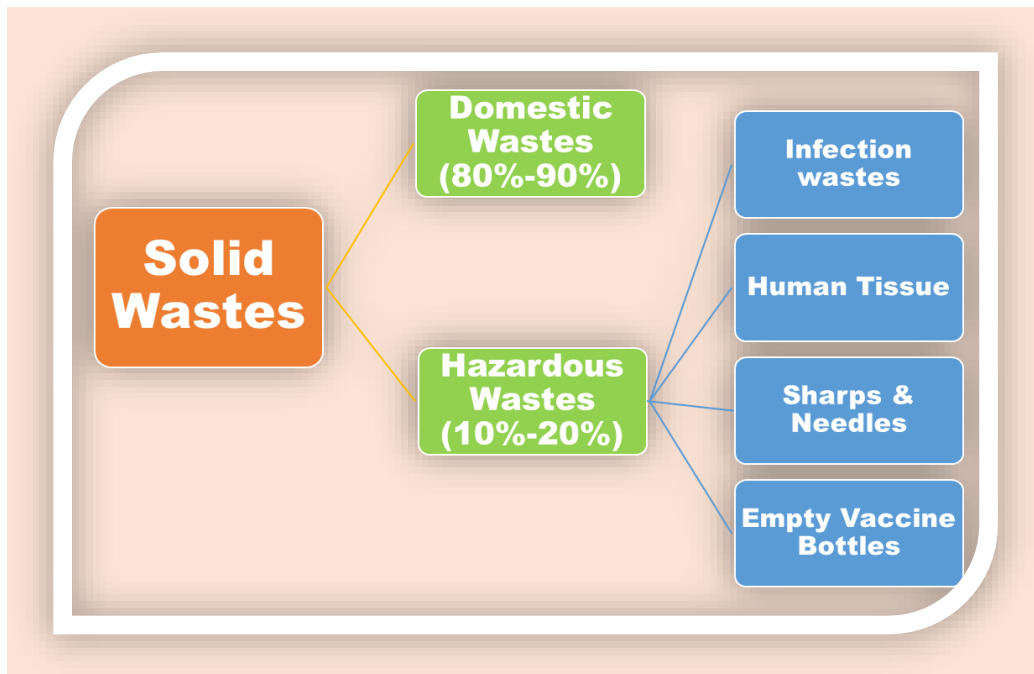 Solid
Wastes
Domestic
Wastes
(80%-90%)
Hazardous
Wastes
(10%-20%)
Infection
wastes
Human Tissue
Sharps &
Needles
Empty Vaccine
Bottles